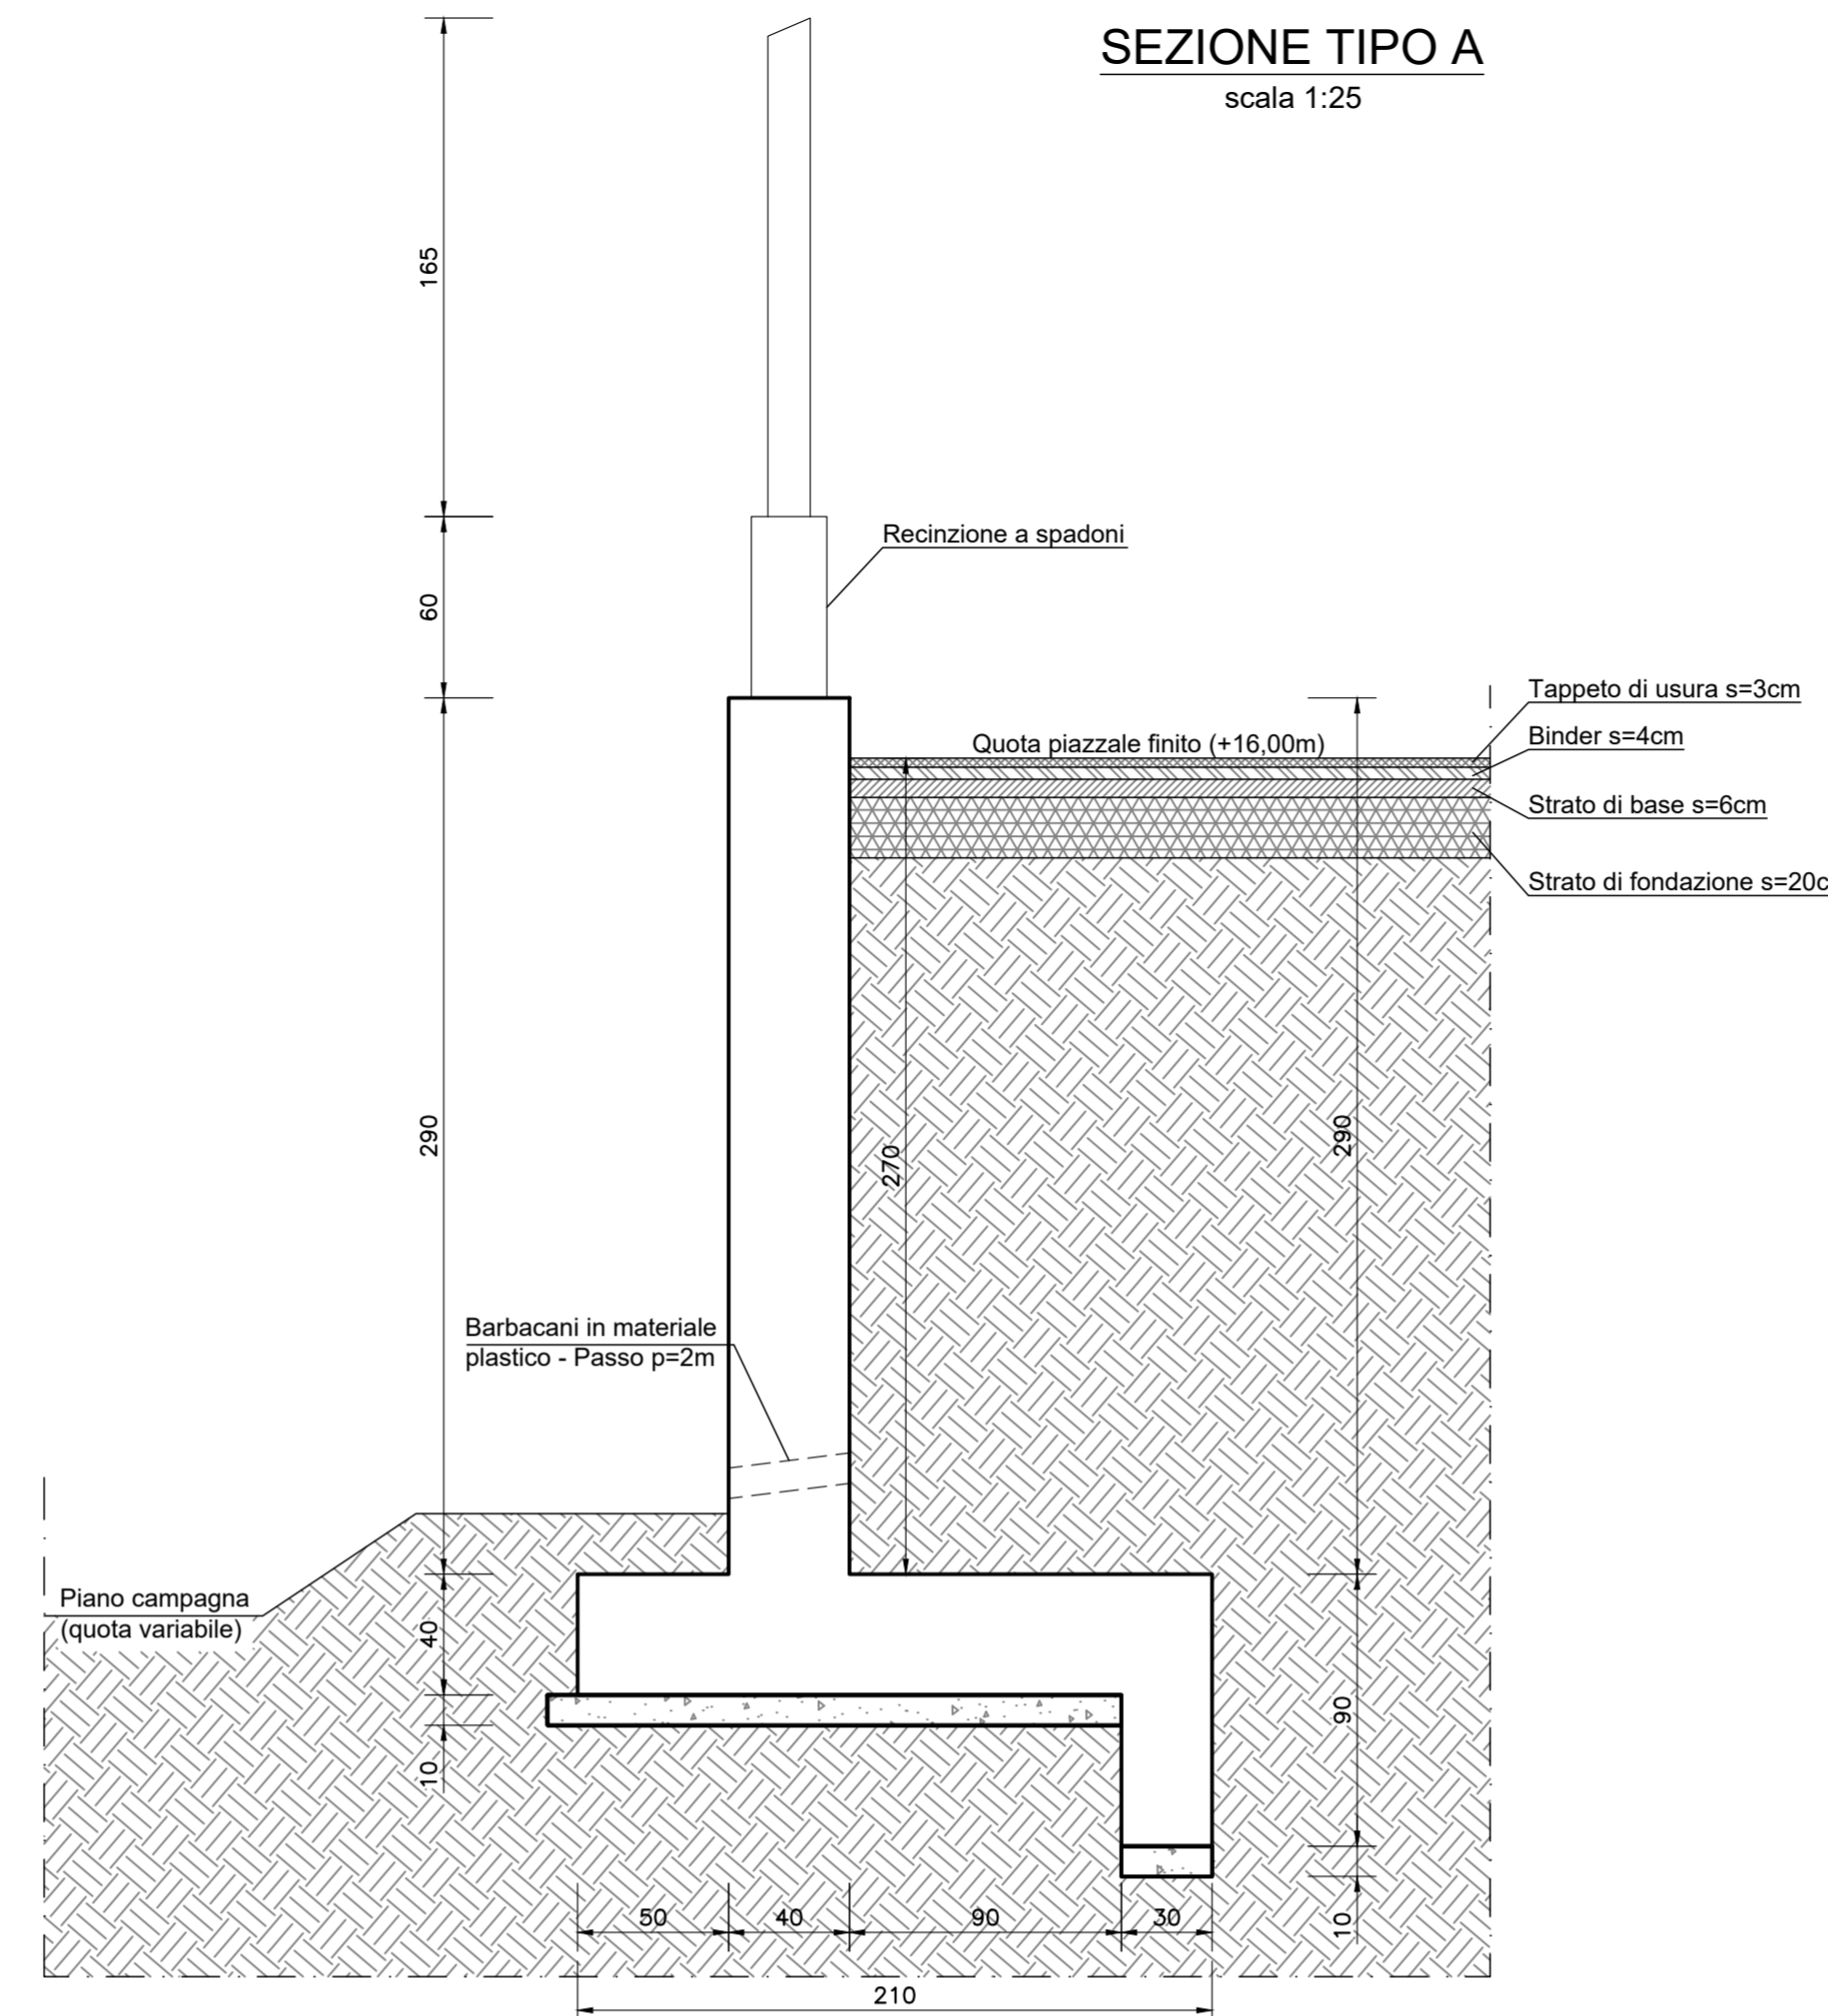 SEZIONE TIPO A
scala 1:25
165
Recinzione a spadoni
60
Tappeto di usura s=3cm
Binder s=4cm
Quota piazzale finito (+16,00m)
Strato di base s=6cm
Strato di fondazione s=20c
290
290
270
Barbacani in materiale
plastico - Passo p=2m
Piano campagna
(quota variabile)
40
90
10
50
40
90
30
10
210